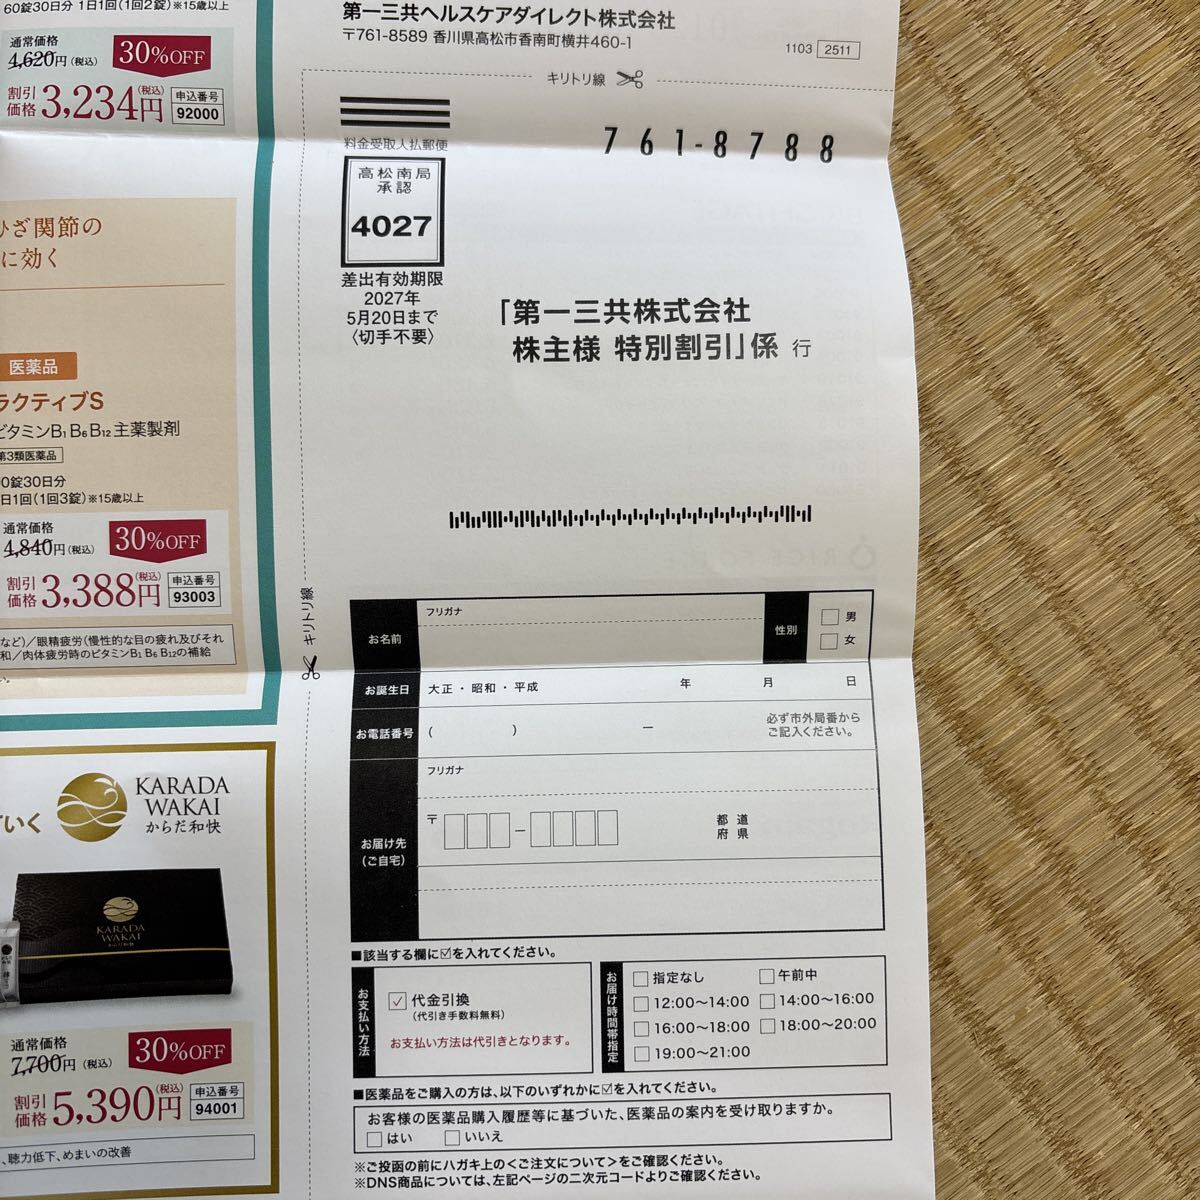 60錠30日分 1日1回(1回2錠)※15歳以上
通常価格
4,620円(税込)
30%OFF
割引価格3,234円(税込)
申込番号
92000
ひざ関節の
に効く
医薬品
ラクティブS
ビタミンB1 B6 B12 主薬製剤
第3類医薬品
0錠30日分
日1回(1回3錠)※15歳以上
通常価格
4,840円(税込)
30%OFF
割引価格3,388円(税込)
申込番号
93003
など)/眼精疲労(慢性的な目の疲れ及びそれ
和/肉体疲労時のビタミンB1 B6 B12の補給
い。
ていく
KARADA
WAKAI
からだ和快
KARADA
WAKAI
からだ和快
通常価格
7,700円(税込)
30%OFF
割引価格5,390円(税込)
申込番号
94001
、聴力低下、めまいの改善
第一三共ヘルスケアダイレクト株式会社
〒761-8589 香川県高松市香南町横井460-1
1103 2511
キリトリ線
料金受取人払郵便
761-8788
高松南局
承認
4027
差出有効期限
2027年
5月20日まで
〈切手不要〉
「第一三共株式会社
株主様 特別割引」係 行
キリトリ線
お名前
フリガナ
性別
男
女
お誕生日
大正・昭和・平成 年 月 日
お電話番号
( ) ー
必ず市外局番から
ご記入ください。
お届け先
(ご自宅)
フリガナ
〒 ー
都 道
府 県
■該当する欄に☑を入れてください。
お支払い方法
代金引換
(代引き手数料無料)
お支払い方法は代引きとなります。
お届け時間帯指定
指定なし 午前中
12:00〜14:00 14:00〜16:00
16:00〜18:00 18:00〜20:00
19:00〜21:00
■医薬品をご購入の方は、以下のいずれかに☑を入れてください。
お客様の医薬品購入履歴等に基づいた、医薬品の案内を受け取りますか。
はい いいえ
※ご投函の前にハガキ上の<ご注文について>をご確認ください。
※DNS商品については、左記ページの二次元コードよりご確認ください。